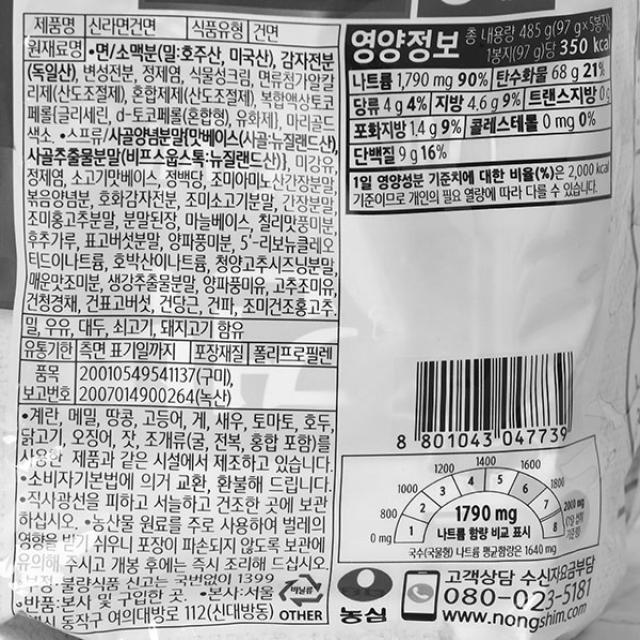 제품명 신라면건면 식품유형 건면
원재료명 •면/소맥분(밀:호주산, 미국산), 감자전분
(독일산), 변성전분, 정제염, 식물성크림, 면류첨가알칼
리제(산도조절제), 혼합제제(산도조절제), 복합액상토코
페롤[글리세린, d-토코페롤(혼합형), 유화제], 마리골드
색소. •스프류/사골양념분말{맛베이스(사골:뉴질랜드산),
사골추출물분말(비프스웁스톡:뉴질랜드산)}, 미감유,
정제염, 소고기맛베이스, 정백당, 조미아미노산간장분말,
볶음양념분, 호화감자전분, 조미소고기분말, 간장분말,
조미홍고추분말, 분말된장, 마늘베이스, 칠리맛풍미분,
후추가루, 표고버섯분말, 양파풍미분, 5'-리보뉴클레오
티드이나트륨, 호박산이나트륨, 청양고추시즈닝분말,
매운맛조미분, 생강추출물분말, 양파풍미유, 고추조미유,
건청경채, 건표고버섯, 건당근, 건파, 조미건조홍고추.
밀, 우유, 대두, 쇠고기, 돼지고기 함유
유통기한 측면 표기일까지 포장재질 폴리프로필렌
품목 20010549541137(구미),
보고번호 2007014900264(녹산)
•계란, 메밀, 땅콩, 고등어, 게, 새우, 토마토, 호두,
닭고기, 오징어, 잣, 조개류(굴, 전복, 홍합 포함)를
사용한 제품과 같은 시설에서 제조하고 있습니다.
•소비자기본법에 의거 교환, 환불해 드립니다.
•직사광선을 피하고 서늘하고 건조한 곳에 보관
하십시오. •농산물 원료를 주로 사용하여 벌레의
영향을 받기 쉬우니 포장이 파손되지 않도록 보관에
유의해 주시고 개봉 후에는 즉시 조리해 드십시오.
부정·불량식품 신고는 국번없이 1399
•반품:본사 및 구입한 곳. •본사:서울
동작구 여의대방로 112(신대방동)
비닐류
OTHER
영양정보 총 내용량 485 g(97 g×5봉지)
1봉지(97 g)당 350 kcal
나트륨 1,790 mg 90% 탄수화물 68 g 21%
당류 4 g 4% 지방 4.6 g 9% 트랜스지방 0 g
포화지방 1.4 g 9% 콜레스테롤 0 mg 0%
단백질 9 g 16%
1일 영양성분 기준치에 대한 비율(%)은 2,000 kcal
기준이므로 개인의 필요 열량에 따라 다를 수 있습니다.
8 801043 047739
0 mg 800 1000 1200 1400 1600 1800 2000 mg
1 2 3 4 5 6 7 8
1790 mg
나트륨 함량 비교 표시
국수(국물형) 나트륨 평균함량은 1640 mg
농심
고객상담 수신자요금부담
080-023-5181
www.nongshim.com